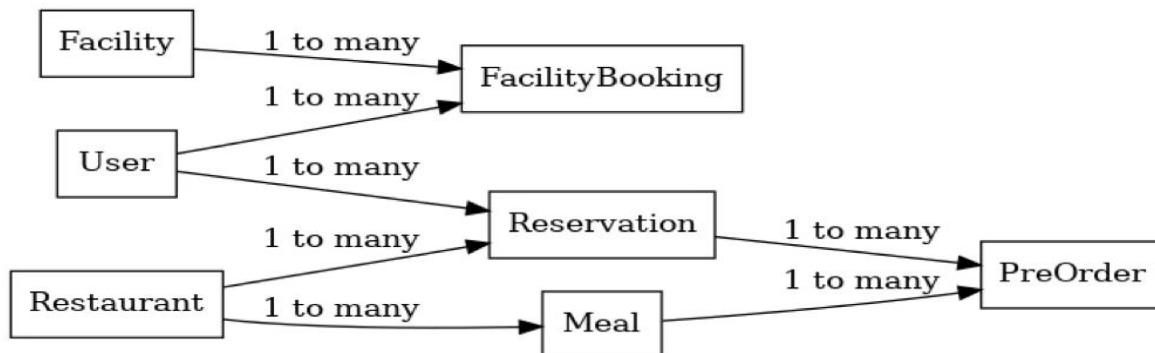 Facility
1 to many
FacilityBooking
1 to many
User
1 to many
Reservation
1 to many
1 to many
PreOrder
1 to many
Restaurant
1 to many
Meal